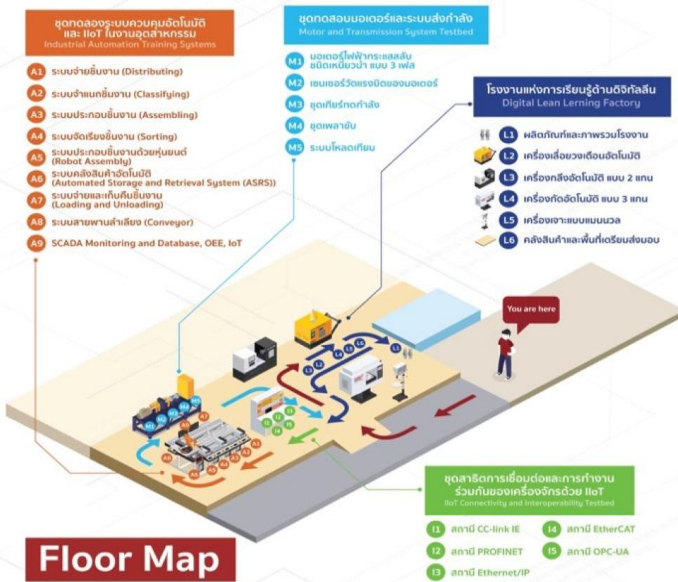 ชุดทดลองระบบควบคุมอัตโนมัติ
และ IIoT ในงานอุตสาหกรรม
Industrial Automation Training Systems
A1 ระบบจ่ายชิ้นงาน (Distributing)
A2 ระบบจำแนกชิ้นงาน (Classifying)
A3 ระบบประกอบชิ้นงาน (Assembling)
A4 ระบบจัดเรียงชิ้นงาน (Sorting)
A5 ระบบประกอบชิ้นงานด้วยหุ่นยนต์
(Robot Assembly)
A6 ระบบคลังสินค้าอัตโนมัติ
(Automated Storage and Retrieval System (ASRS))
A7 ระบบจ่ายและเก็บคืนชิ้นงาน
(Loading and Unloading)
A8 ระบบสายพานลำเลียง (Conveyor)
A9 SCADA Monitoring and Database, OEE, IoT
ชุดทดสอบมอเตอร์และระบบส่งกำลัง
Motor and Transmission System Testbed
M1 มอเตอร์ไฟฟ้ากระแสสลับ
ชนิดเหนี่ยวนำ แบบ 3 เฟส
M2 เซนเซอร์วัดแรงบิดของมอเตอร์
M3 ชุดเกียร์ทดกำลัง
M4 ชุดเพลาขับ
M5 ระบบโหลดเทียม
โรงงานแห่งการเรียนรู้ด้านดิจิทัลลีน
Digital Lean Lerning Factory
L1 ผลิตภัณฑ์และภาพรวมโรงงาน
L2 เครื่องเลื่อยวงเดือนอัตโนมัติ
L3 เครื่องกลึงอัตโนมัติ แบบ 2 แกน
L4 เครื่องกัดอัตโนมัติ แบบ 3 แกน
L5 เครื่องเจาะแบบแมนนวล
L6 คลังสินค้าและพื้นที่เตรียมส่งมอบ
You are here
M1 M2 M3 M4 M5
ชุดสาธิตการเชื่อมต่อและการทำงาน
ร่วมกันของเครื่องจักรด้วย IIoT
IIoT Connectivity and Interoperability Testbed
I1 สถานี CC-link IE
I2 สถานี PROFINET
I3 สถานี Ethernet/IP
I4 สถานี EtherCAT
I5 สถานี OPC-UA
Floor Map